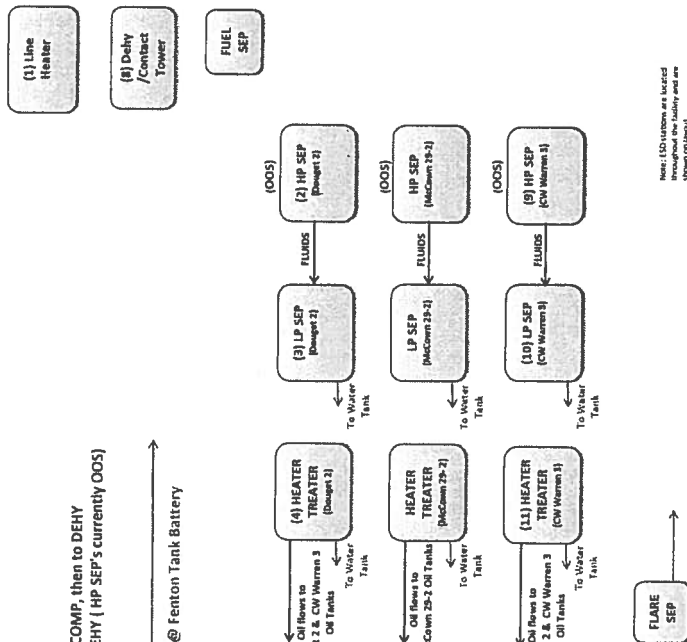 (1) Line
Heater
(8) Dehy
/Contact
Tower
FUEL
SEP
COMP, then to DEHY
EHY ( HP SEP's currently OOS)
@ Fenton Tank Battery
(OOS)
(2) HP SEP
(Douget 2)
FLUIDS
(3) LP SEP
(Douget 2)
To Water
Tank
(4) HEATER
TREATER
(Douget 2)
Oil flows to
2 & CW Warren 3
Oil Tanks
To Water
Tank
(OOS)
HP SEP
(McCown 29-2)
FLUIDS
LP SEP
(McCown 29-2)
To Water
Tank
HEATER
TREATER
(McCown 29-2)
Oil flows to
Cown 29-2 Oil Tanks
To Water
Tank
(OOS)
(9) HP SEP
(CW Warren 3)
FLUIDS
(10) LP SEP
(CW Warren 3)
To Water
Tank
(11) HEATER
TREATER
(CW Warren 3)
Oil flows to
2 & CW Warren 3
Oil Tanks
To Water
Tank
FLARE
SEP
Note: ESD stations are located
throughout the facility and are
shown on layout